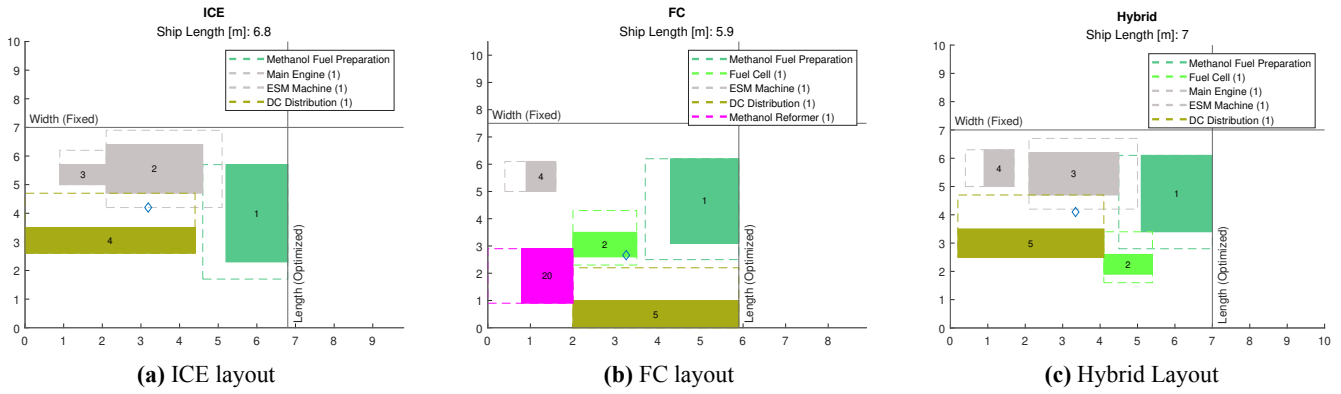 ICE
Ship Length [m]: 6.8
10
9
8
7
6
5
4
3
2
1
0
Width (Fixed)
Methanol Fuel Preparation
Main Engine (1)
ESM Machine (1)
DC Distribution (1)
3
2
1
4
Length (Optimized)
0 1 2 3 4 5 6 7 8 9
(a) ICE layout
FC
Ship Length [m]: 5.9
10
9
8
7
6
5
4
3
2
1
0
Width (Fixed)
Methanol Fuel Preparation
Fuel Cell (1)
ESM Machine (1)
DC Distribution (1)
Methanol Reformer (1)
4
1
2
20
5
Length (Optimized)
0 1 2 3 4 5 6 7 8
(b) FC layout
Hybrid
Ship Length [m]: 7
10
9
8
7
6
5
4
3
2
1
0
Width (Fixed)
Methanol Fuel Preparation
Fuel Cell (1)
Main Engine (1)
ESM Machine (1)
DC Distribution (1)
4
3
1
5
2
Length (Optimized)
0 1 2 3 4 5 6 7 8 9 10
(c) Hybrid Layout